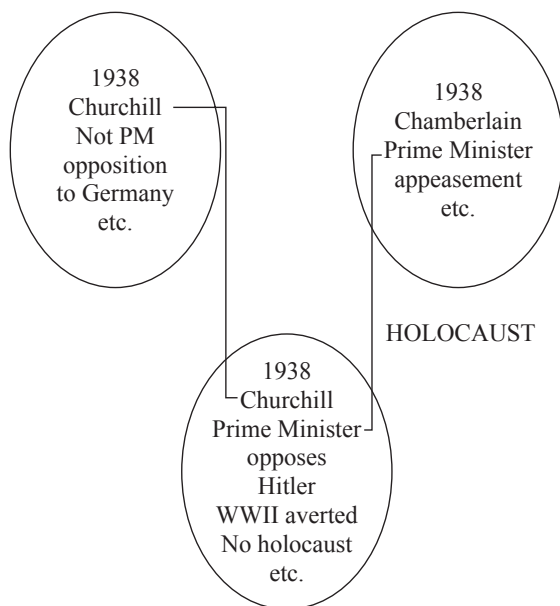 1938
Churchill
Not PM
opposition
to Germany
etc.
1938
Chamberlain
Prime Minister
appeasement
etc.
HOLOCAUST
1938
Churchill
Prime Minister
opposes
Hitler
WWII averted
No holocaust
etc.